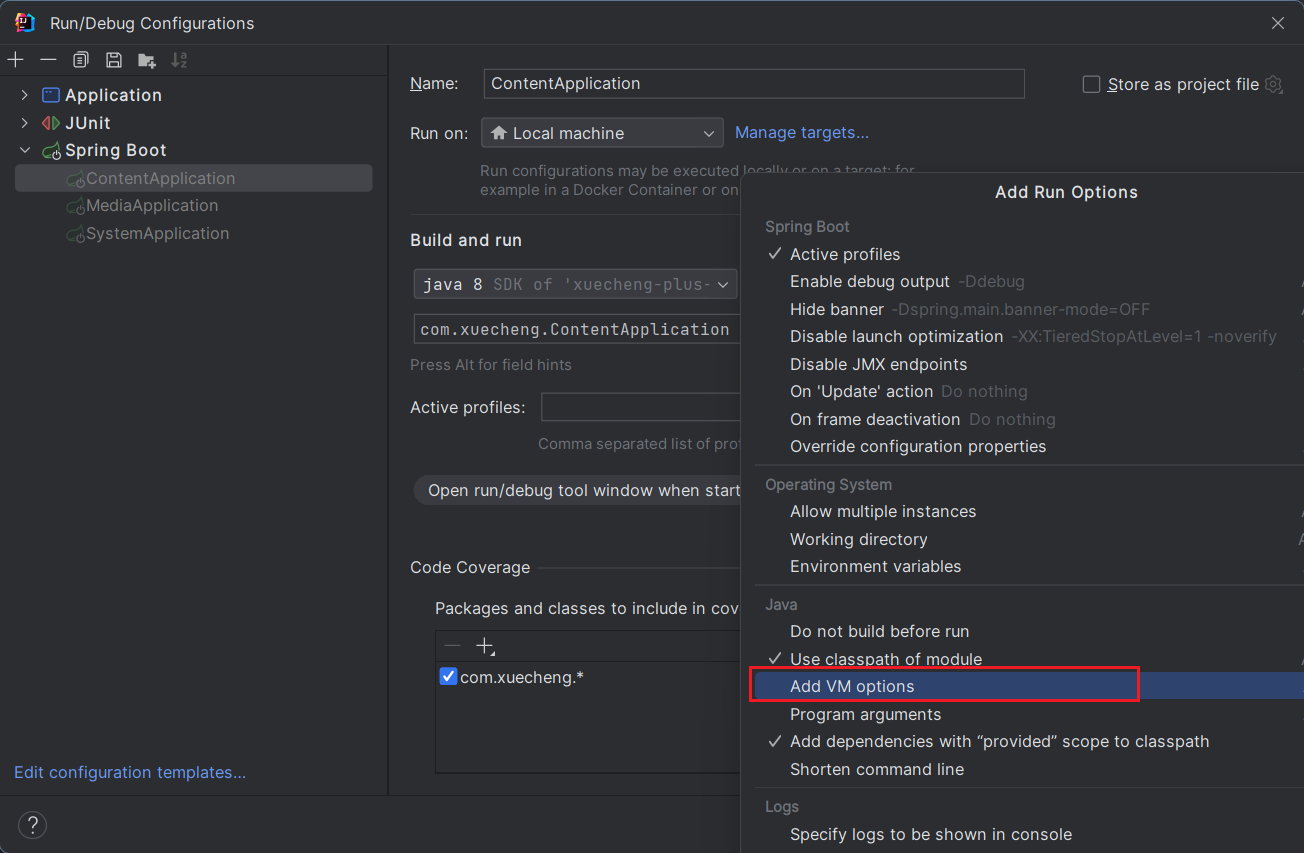 Run/Debug Configurations
Application
JUnit
Spring Boot
ContentApplication
MediaApplication
SystemApplication
Edit configuration templates...
?
Name:
ContentApplication
Store as project file
Run on:
Local machine
Manage targets...
Run configurations may be executed locally or on a target: for
example in a Docker Container or on
Build and run
java 8 SDK of 'xuecheng-plus-
com.xuecheng.ContentApplication
Press Alt for field hints
Active profiles:
Comma separated list of
Open run/debug tool window when start
Code Coverage
Packages and classes to include in cov
com.xuecheng.*
Add Run Options
Spring Boot
Active profiles
Enable debug output -Ddebug
Hide banner -Dspring.main.banner-mode=OFF
Disable launch optimization -XX:TieredStopAtLevel=1 -noverify
Disable JMX endpoints
On 'Update' action Do nothing
On frame deactivation Do nothing
Override configuration properties
Operating System
Allow multiple instances
Working directory
Environment variables
Java
Do not build before run
Use classpath of module
Add VM options
Program arguments
Add dependencies with “provided” scope to classpath
Shorten command line
Logs
Specify logs to be shown in console